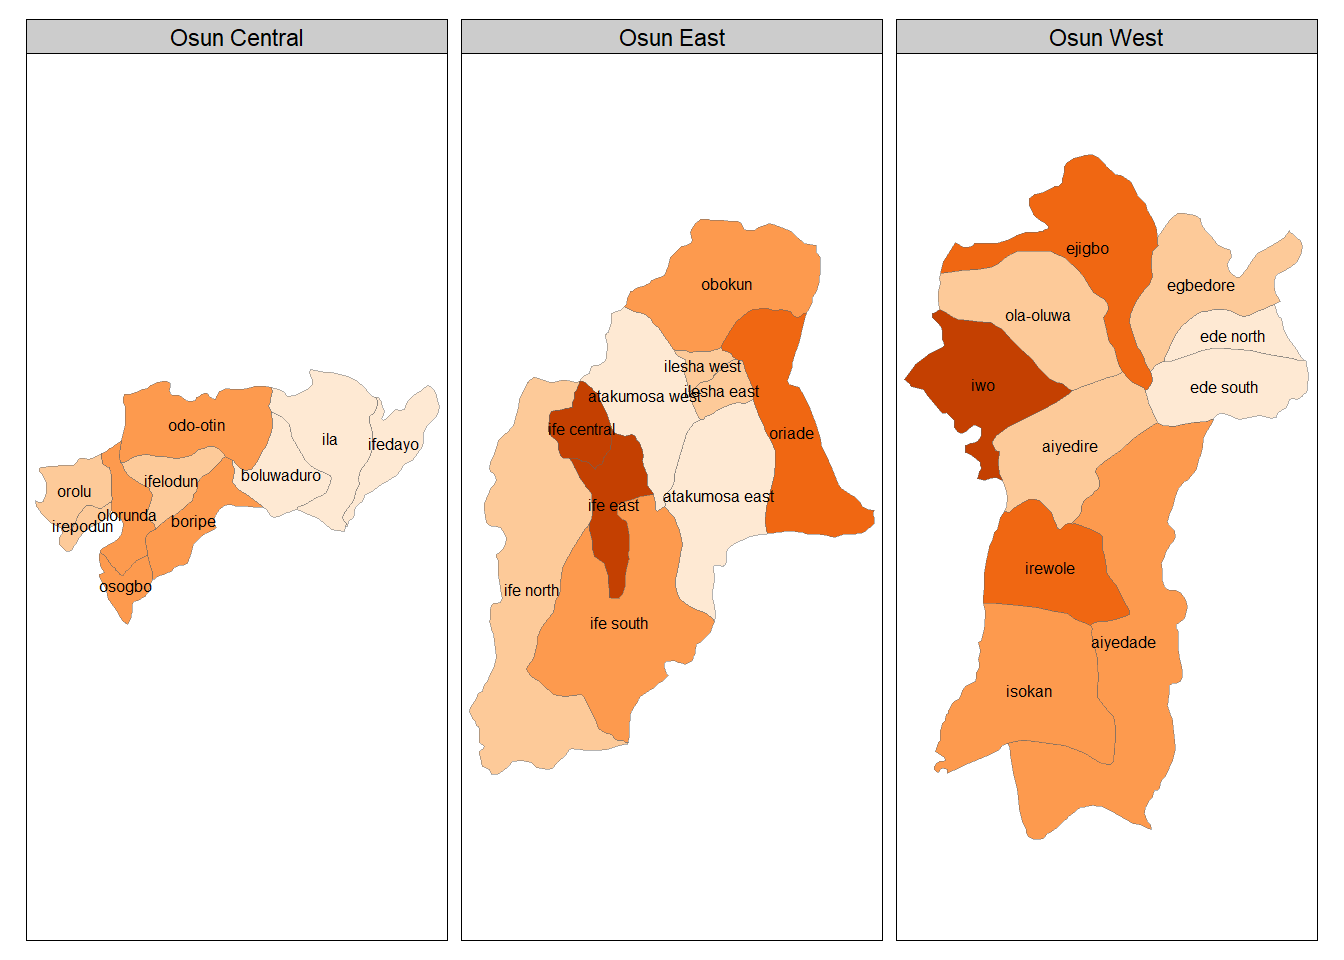 Osun Central
odo-otin
ila
ifedayo
boluwaduro
ifelodun
orolu
olorunda
boripe
irepodun
osogbo
Osun East
obokun
ilesha west
ilesha east
atakumosa west
ife central
oriade
atakumosa east
ife east
ife north
ife south
Osun West
ejigbo
egbedore
ola-oluwa
ede north
iwo
ede south
aiyedire
irewole
aiyedade
isokan